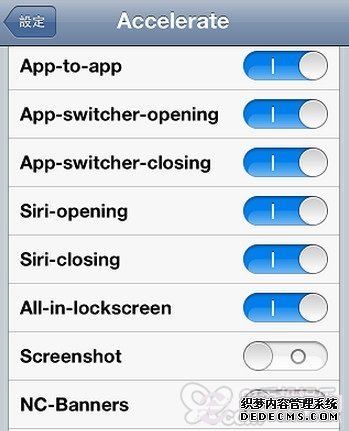 設定
Accelerate
App-to-app
App-switcher-opening
App-switcher-closing
Siri-opening
Siri-closing
All-in-lockscreen
Screenshot
NC-Banners
织梦内容管理系统
DEDECMS.COM